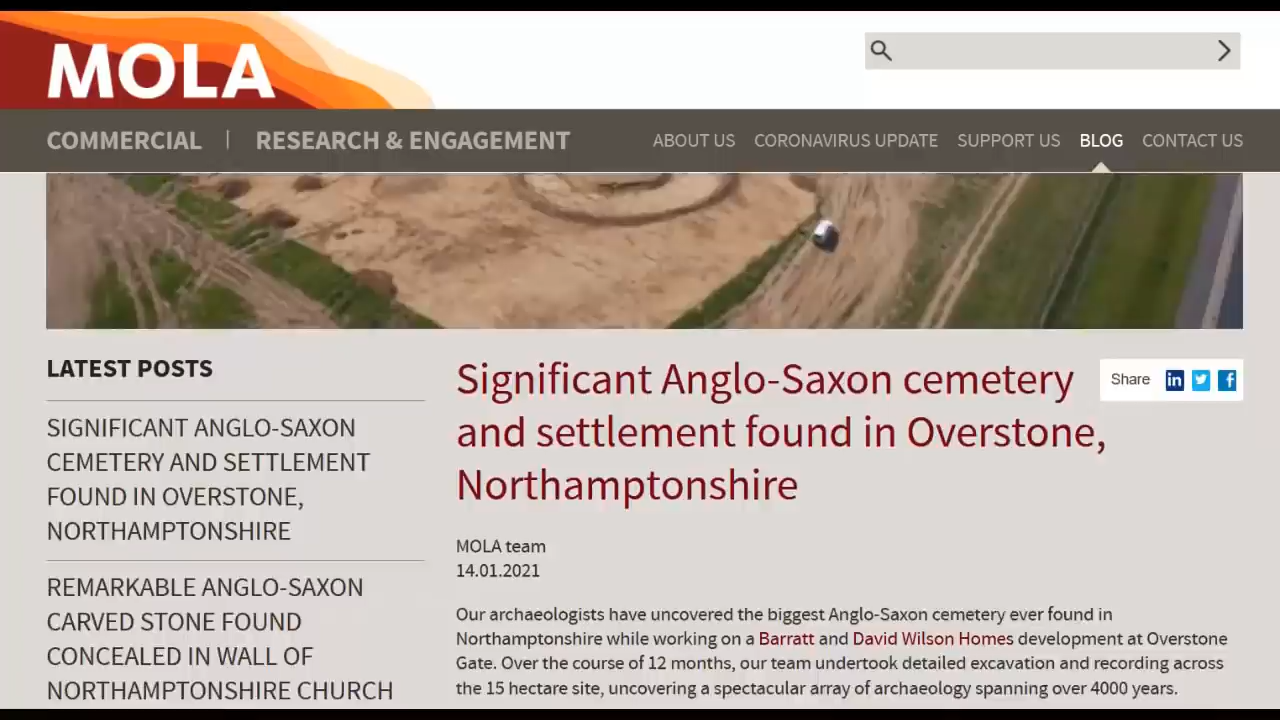 MOLA
COMMERCIAL | RESEARCH & ENGAGEMENT
ABOUT US CORONAVIRUS UPDATE SUPPORT US BLOG CONTACT US
LATEST POSTS
SIGNIFICANT ANGLO-SAXON
CEMETERY AND SETTLEMENT
FOUND IN OVERSTONE,
NORTHAMPTONSHIRE
REMARKABLE ANGLO-SAXON
CARVED STONE FOUND
CONCEALED IN WALL OF
NORTHAMPTONSHIRE CHURCH
Significant Anglo-Saxon cemetery
and settlement found in Overstone,
Northamptonshire
Share in f
MOLA team
14.01.2021
Our archaeologists have uncovered the biggest Anglo-Saxon cemetery ever found in
Northamptonshire while working on a Barratt and David Wilson Homes development at Overstone
Gate. Over the course of 12 months, our team undertook detailed excavation and recording across
the 15 hectare site, uncovering a spectacular array of archaeology spanning over 4000 years.